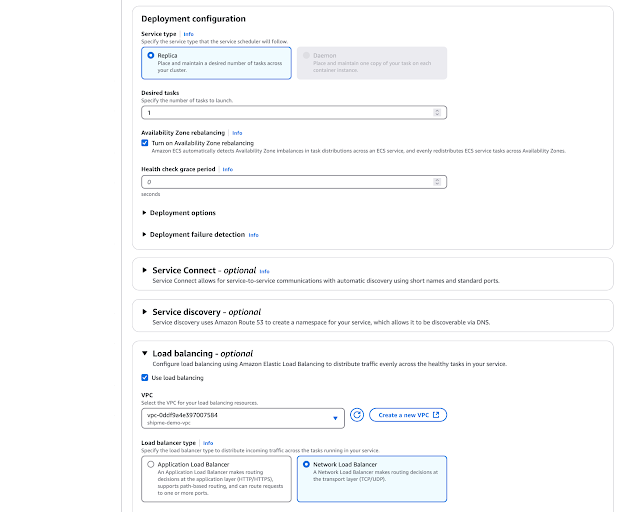 Deployment configuration
Service type | Info
Specify the service type that the service scheduler will follow.
Replica
Place and maintain a desired number of tasks across
your cluster.
Daemon
Place and maintain one copy of your task on each
container instance.
Desired tasks
Specify the number of tasks to launch.
1
Availability Zone rebalancing | Info
Turn on Availability Zone rebalancing
Amazon ECS automatically detects Availability Zone imbalances in task distributions across an ECS service, and evenly redistributes ECS service tasks across Availability Zones.
Health check grace period | Info
0
seconds
Deployment options
Deployment failure detection Info
Service Connect - optional Info
Service Connect allows for service-to-service communications with automatic discovery using short names and standard ports.
Service discovery - optional
Service discovery uses Amazon Route 53 to create a namespace for your service, which allows it to be discoverable via DNS.
Load balancing - optional
Configure load balancing using Amazon Elastic Load Balancing to distribute traffic evenly across the healthy tasks in your service.
Use load balancing
VPC
Select the VPC for your load balancing resources.
vpc-0ddf9a4e397007584
shipme-demo-vpc
Create a new VPC
Load balancer type | Info
Specify the load balancer type to distribute incoming traffic across the tasks running in your service.
Application Load Balancer
An Application Load Balancer makes routing
decisions at the application layer (HTTP/HTTPS),
supports path-based routing, and can route requests
to one or more ports.
Network Load Balancer
A Network Load Balancer makes routing decisions at
the transport layer (TCP/UDP).